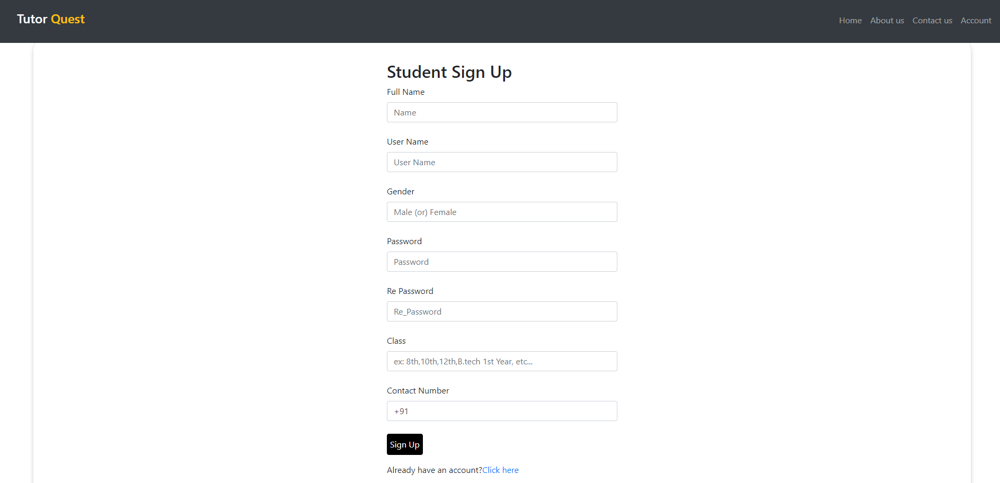 Tutor Quest
Home About us Contact us Account
Student Sign Up
Full Name
Name
User Name
User Name
Gender
Male (or) Female
Password
Password
Re Password
Re_Password
Class
ex: 8th,10th,12th,B.tech 1st Year, etc...
Contact Number
+91
Sign Up
Already have an account?Click here